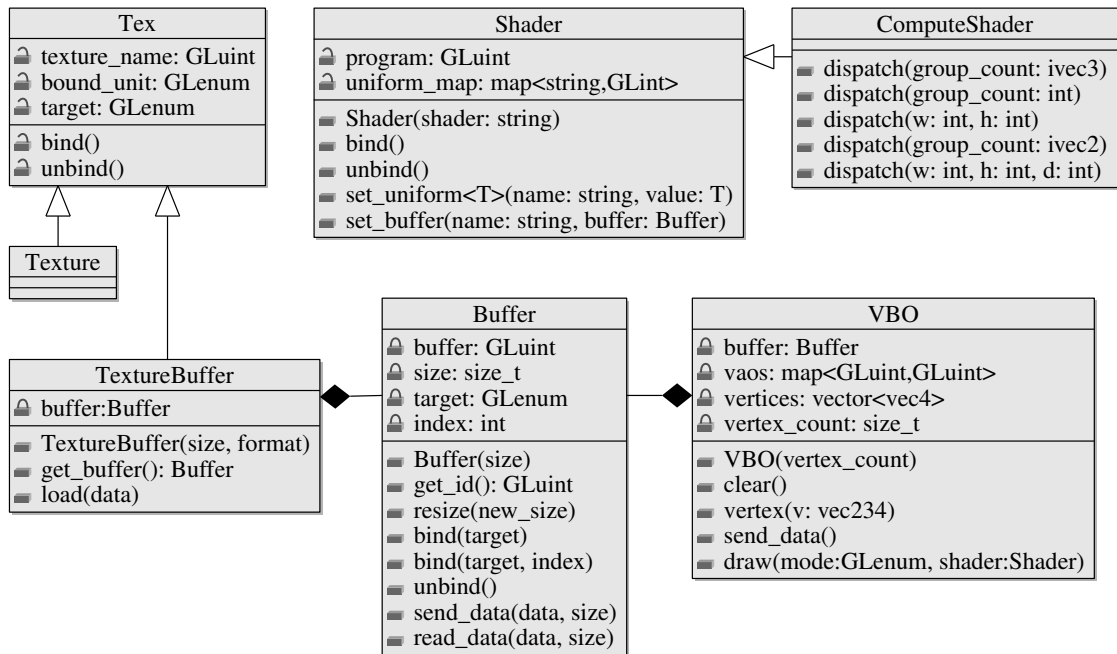 Tex
texture_name: GLuint
bound_unit: GLenum
target: GLenum
bind()
unbind()
Texture
TextureBuffer
buffer:Buffer
TextureBuffer(size, format)
get_buffer(): Buffer
load(data)
Shader
program: GLuint
uniform_map: map<string,GLint>
Shader(shader: string)
bind()
unbind()
set_uniform<T>(name: string, value: T)
set_buffer(name: string, buffer: Buffer)
ComputeShader
dispatch(group_count: ivec3)
dispatch(group_count: int)
dispatch(w: int, h: int)
dispatch(group_count: ivec2)
dispatch(w: int, h: int, d: int)
Buffer
buffer: GLuint
size: size_t
target: GLenum
index: int
Buffer(size)
get_id(): GLuint
resize(new_size)
bind(target)
bind(target, index)
unbind()
send_data(data, size)
read_data(data, size)
VBO
buffer: Buffer
vaos: map<GLuint,GLuint>
vertices: vector<vec4>
vertex_count: size_t
VBO(vertex_count)
clear()
vertex(v: vec234)
send_data()
draw(mode:GLenum, shader:Shader)